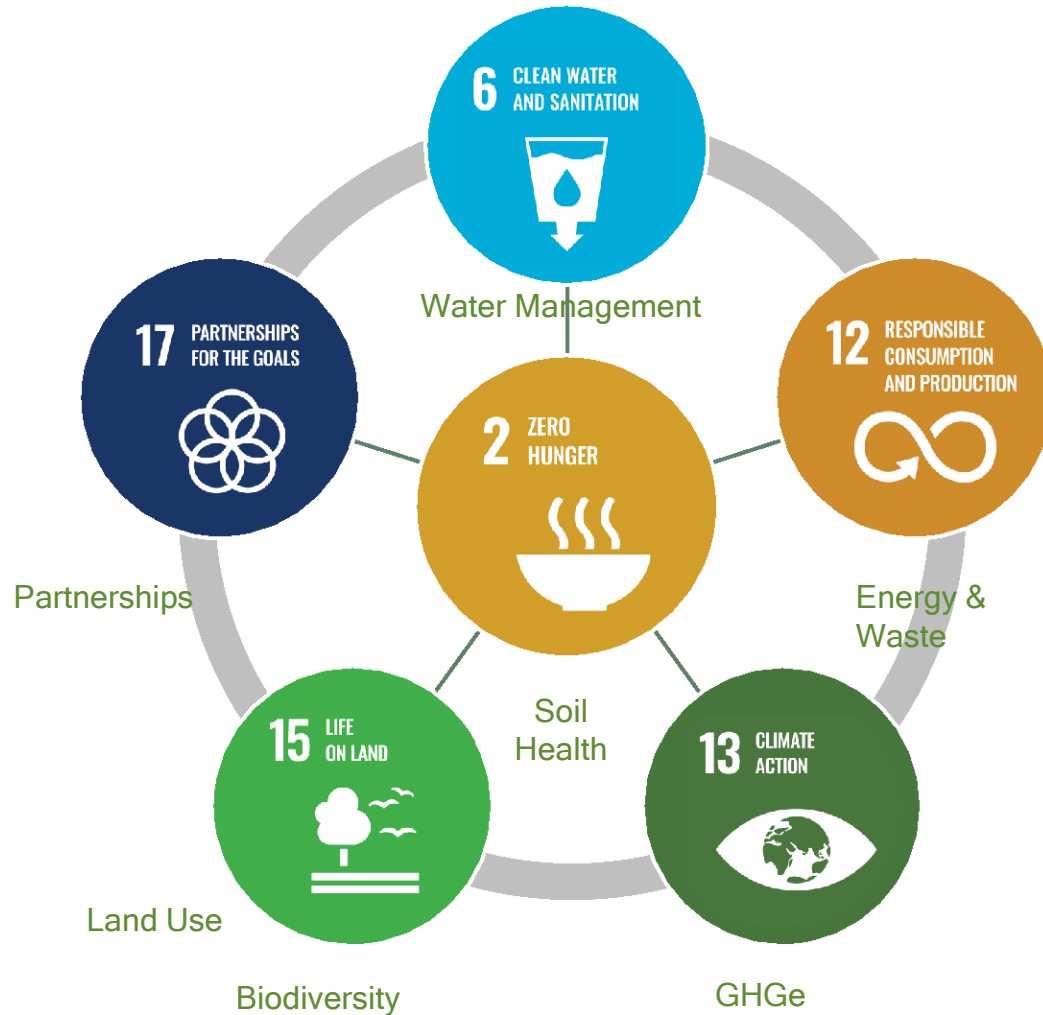 6 CLEAN WATER
AND SANITATION
Water Management
17 PARTNERSHIPS
FOR THE GOALS
12 RESPONSIBLE
CONSUMPTION
AND PRODUCTION
2 ZERO
HUNGER
Partnerships
Energy &
Waste
Soil
Health
15 LIFE
ON LAND
13 CLIMATE
ACTION
Land Use
Biodiversity
GHGe